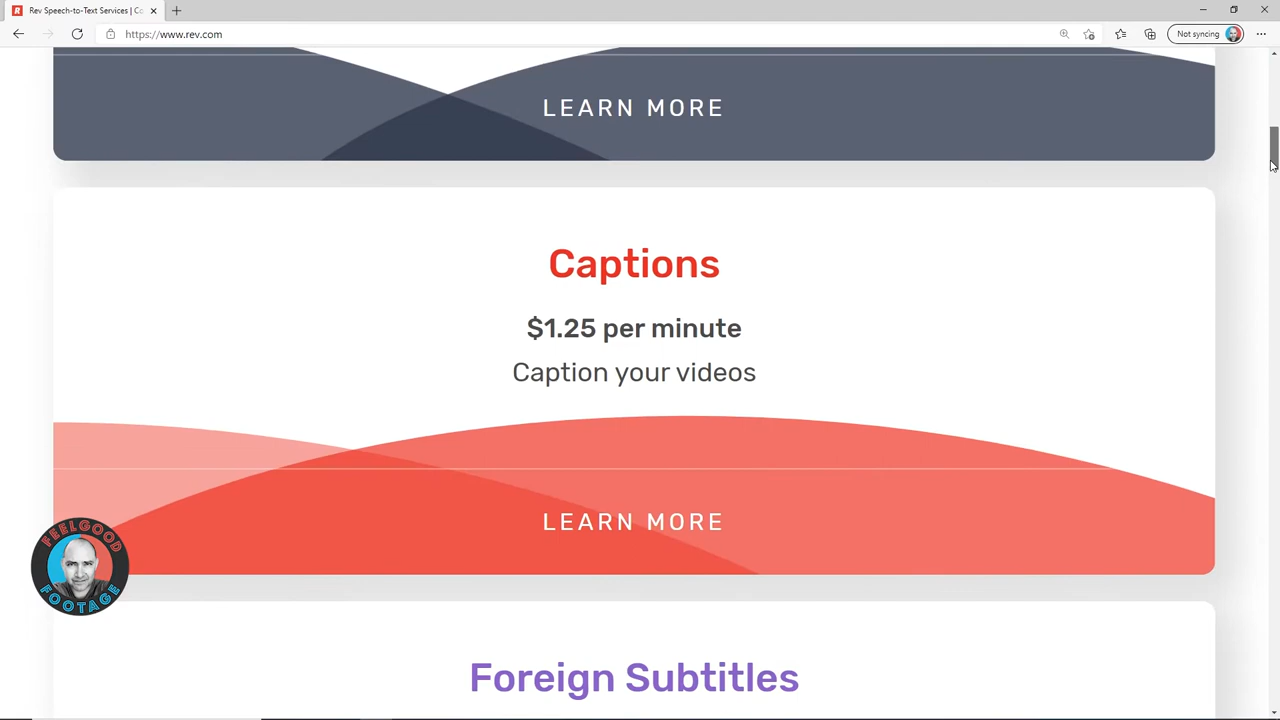 Rev Speech-to-Text Services | Co
https://www.rev.com
Not syncing
LEARN MORE
Captions
$1.25 per minute
Caption your videos
LEARN MORE
FEELGOOD
FOOTAGE
Foreign Subtitles